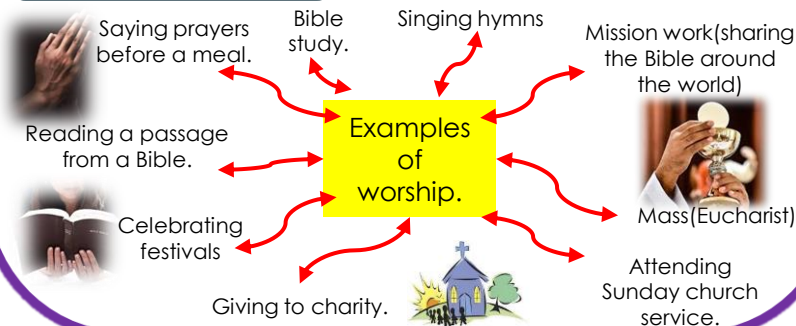 Saying prayers
before a meal.
Bible
study.
Singing hymns
Mission work(sharing
the Bible around
the world)
Examples
of
worship.
Reading a passage
from a Bible.
Mass(Eucharist)
Celebrating
festivals
Giving to charity.
Attending
Sunday church
service.